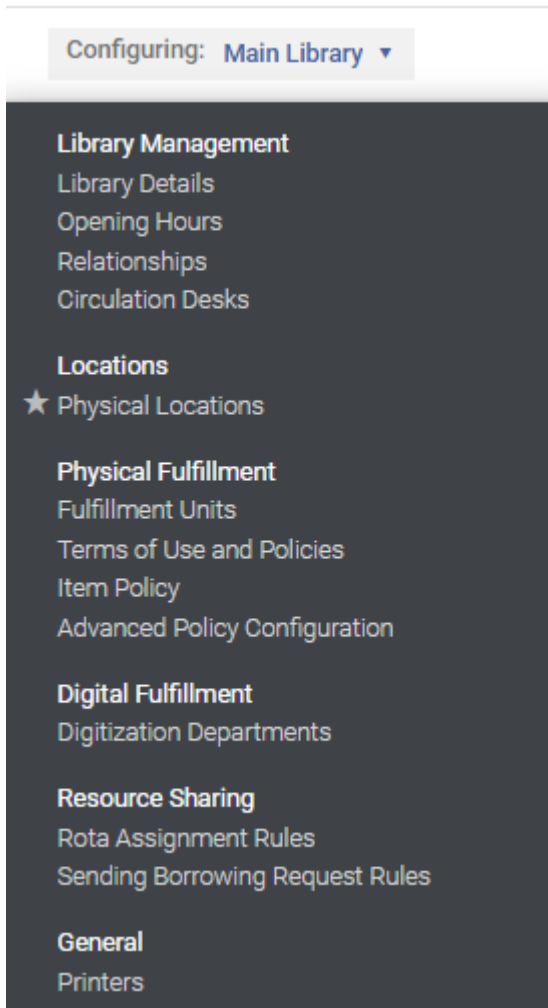 Configuring: Main Library
Library Management
Library Details
Opening Hours
Relationships
Circulation Desks
Locations
Physical Locations
Physical Fulfillment
Fulfillment Units
Terms of Use and Policies
Item Policy
Advanced Policy Configuration
Digital Fulfillment
Digitization Departments
Resource Sharing
Rota Assignment Rules
Sending Borrowing Request Rules
General
Printers